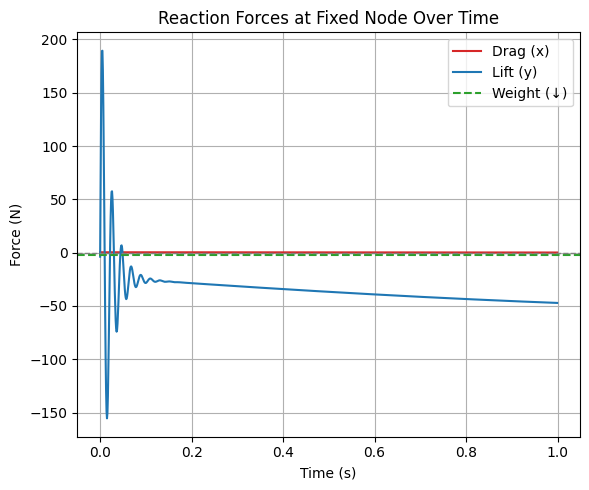 Reaction Forces at Fixed Node Over Time
Drag (x)
Lift (y)
Weight (↓)
Force (N)
200
150
100
50
0
−50
−100
−150
0.0 0.2 0.4 0.6 0.8 1.0
Time (s)